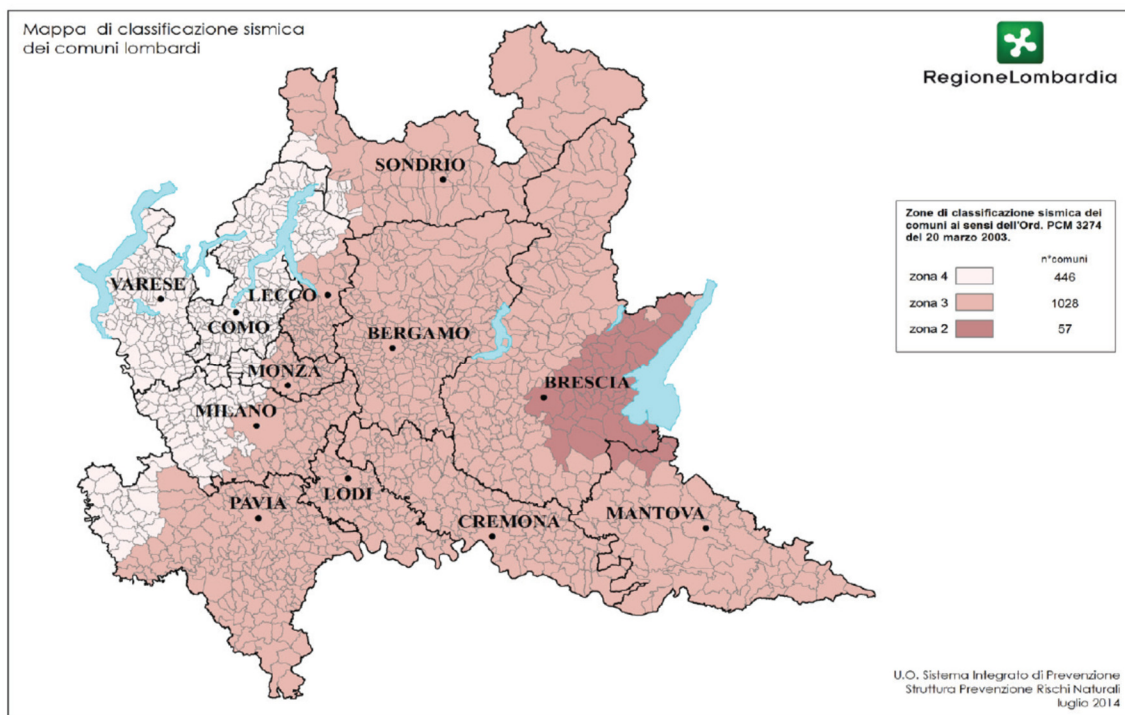 Mappa di classificazione sismica
dei comuni lombardi
RegioneLombardia
SONDRIO
VARESE
LECCO
COMO
BERGAMO
MONZA
BRESCIA
MILANO
LODI
PAVIA
CREMONA
MANTOVA
Zone di classificazione sismica dei
comuni ai sensi dell'Ord. PCM 3274
del 20 marzo 2003.
n°comuni
zona 4 446
zona 3 1028
zona 2 57
U.O. Sistema Integrato di Prevenzione
Struttura Prevenzione Rischi Naturali
luglio 2014